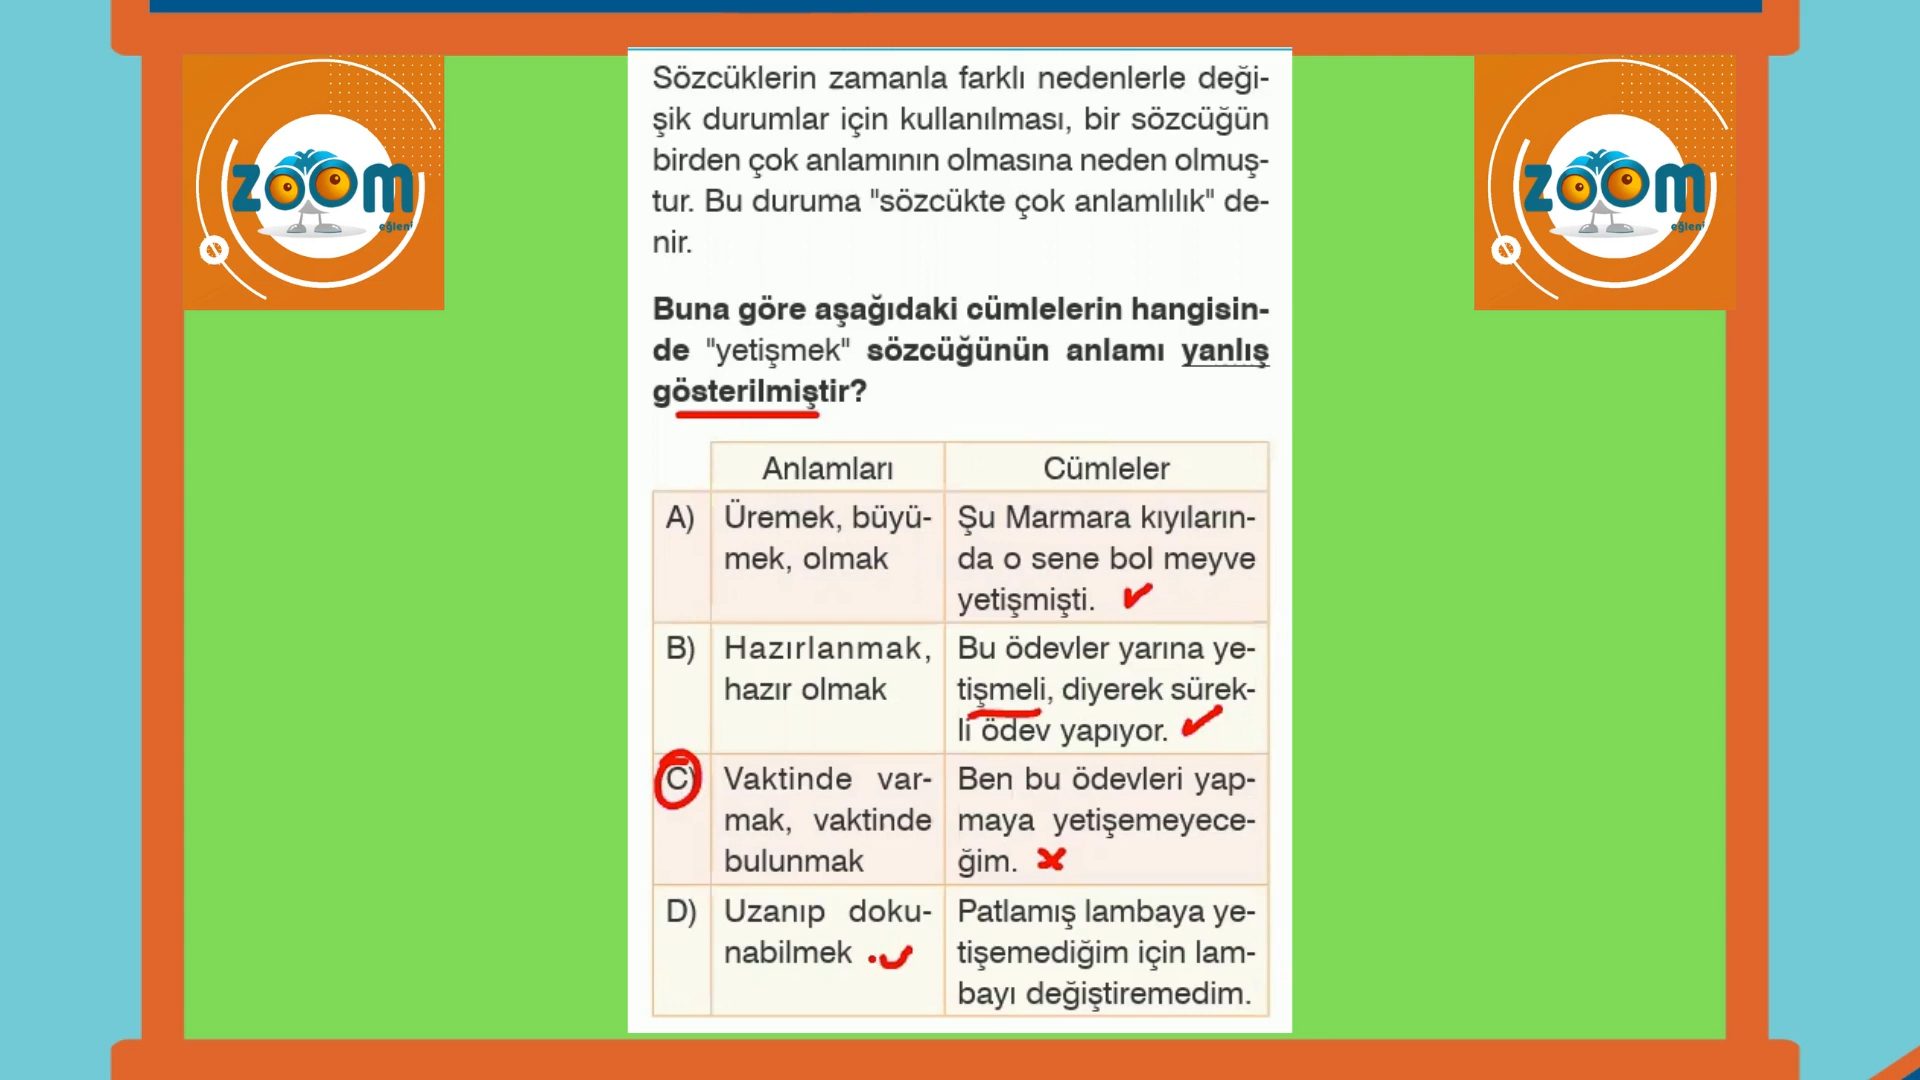 zoom
eğleni
zoom
eğleni
Sözcüklerin zamanla farklı nedenlerle deği-
şik durumlar için kullanılması, bir sözcüğün
birden çok anlamının olmasına neden olmuş-
tur. Bu duruma "sözcükte çok anlamlılık" de-
nir.
Buna göre aşağıdaki cümlelerin hangisin-
de "yetişmek" sözcüğünün anlamı yanlış
gösterilmiştir?
Anlamları Cümleler
A) Üremek, büyü-
mek, olmak
Şu Marmara kıyıların-
da o sene bol meyve
yetişmişti.
B) Hazırlanmak,
hazır olmak
Bu ödevler yarına ye-
tişmeli, diyerek sürek-
li ödev yapıyor.
C) Vaktinde var-
mak, vaktinde
bulunmak
Ben bu ödevleri yap-
maya yetişemeyece-
ğim.
D) Uzanıp doku-
nabilmek
Patlamış lambaya ye-
tişemediğim için lam-
bayı değiştiremedim.